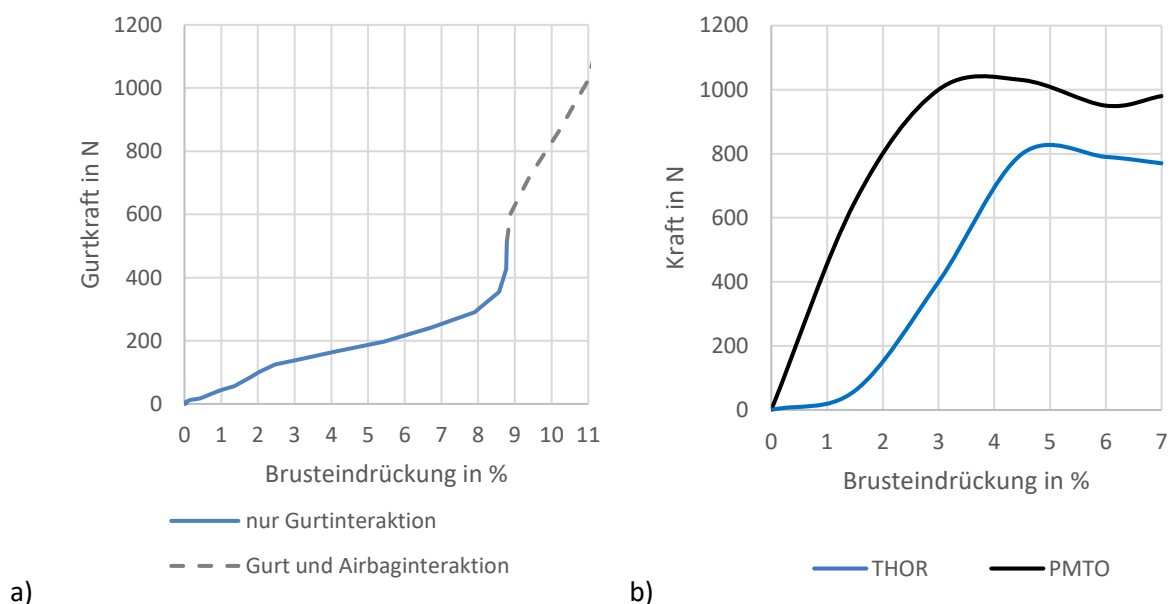 1200
1000
800
600
400
200
0
Gurtkraft in N
0 1 2 3 4 5 6 7 8 9 10 11
Brusteindrückung in %
nur Gurtinteraktion
Gurt und Airbaginteraktion
a)
1200
1000
800
600
400
200
0
Kraft in N
0 1 2 3 4 5 6 7
Brusteindrückung in %
THOR PMTO
b)